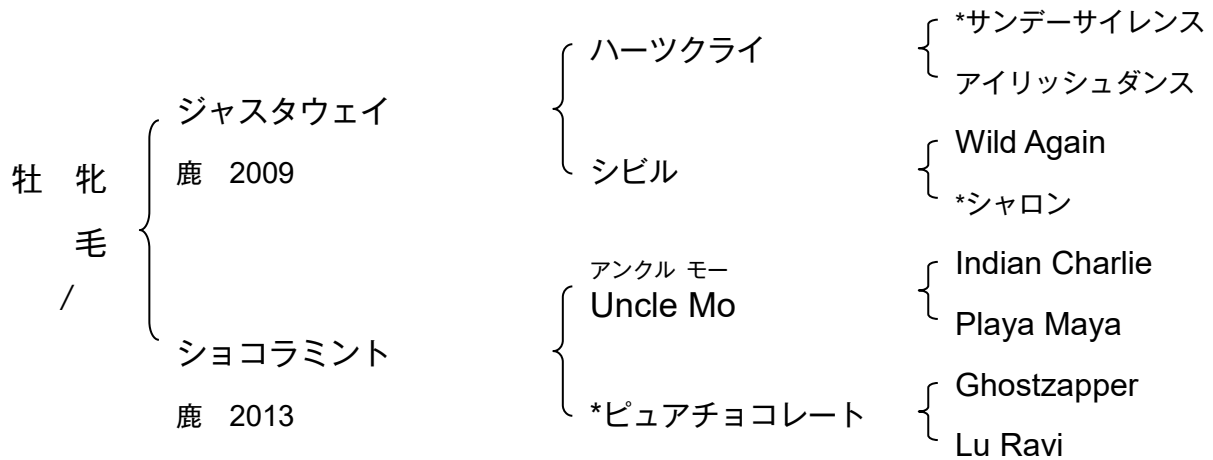 *サンデーサイレンス
ハーツクライ
アイリッシュダンス
ジャスタウェイ
鹿 2009
Wild Again
シビル
*シャロン
牡 牝
毛
/
アンクル モー
Uncle Mo
Indian Charlie
Playa Maya
ショコラミント
鹿 2013
Ghostzapper
*ピュアチョコレート
Lu Ravi